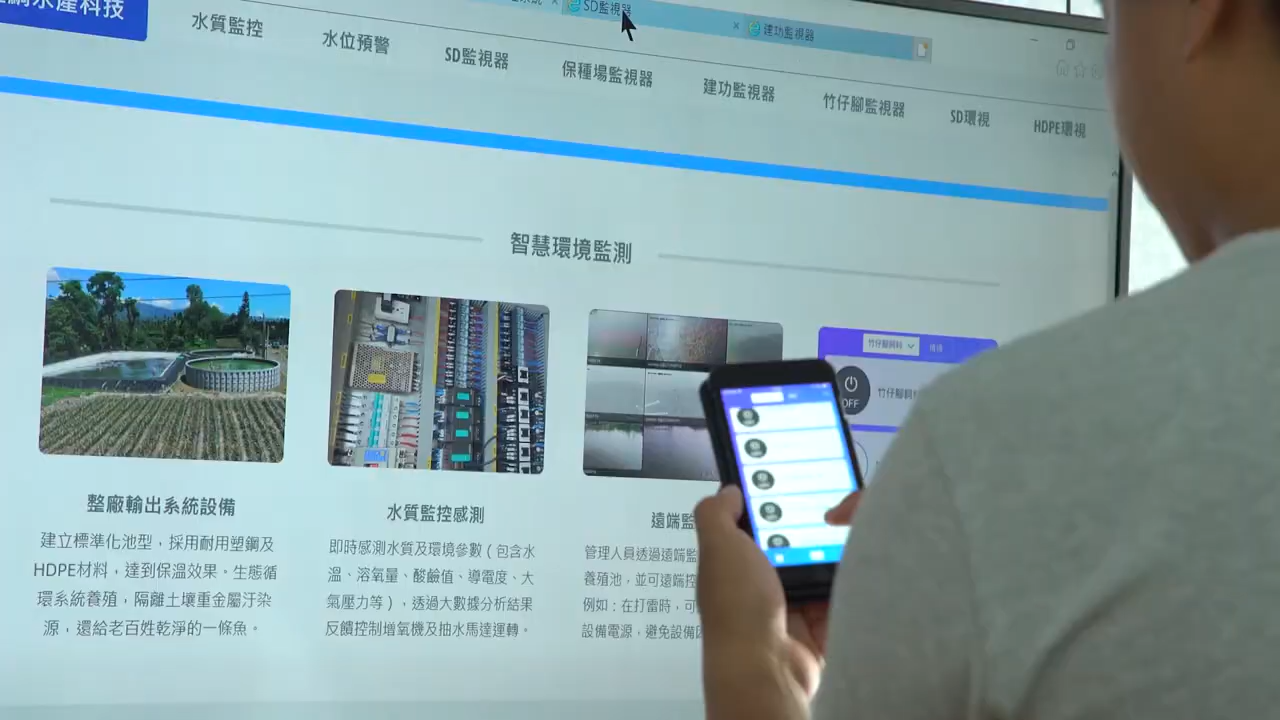 水產科技
SD監視器
建功監視器
水質監控
水位預警
SD監視器
保種場監視器
建功監視器
竹仔腳監視器
SD環視
HDPE環視
智慧環境監測
OFF
整廠輸出系統設備
建立標準化池型，採用耐用塑鋼及
HDPE材料，達到保溫效果。生態循
環系統養殖，隔離土壤重金屬汙染
源，還給老百姓乾淨的一條魚。
水質監控感測
即時感測水質及環境參數（包含水
溫、溶氧量、酸鹼值、導電度、大
氣壓力等），透過大數據分析結果
反饋控制增氧機及抽水馬達運轉。
遠端監
管理人員透過遠端監
養殖池，並可遠端控
例如：在打雷時，可
設備電源，避免設備因